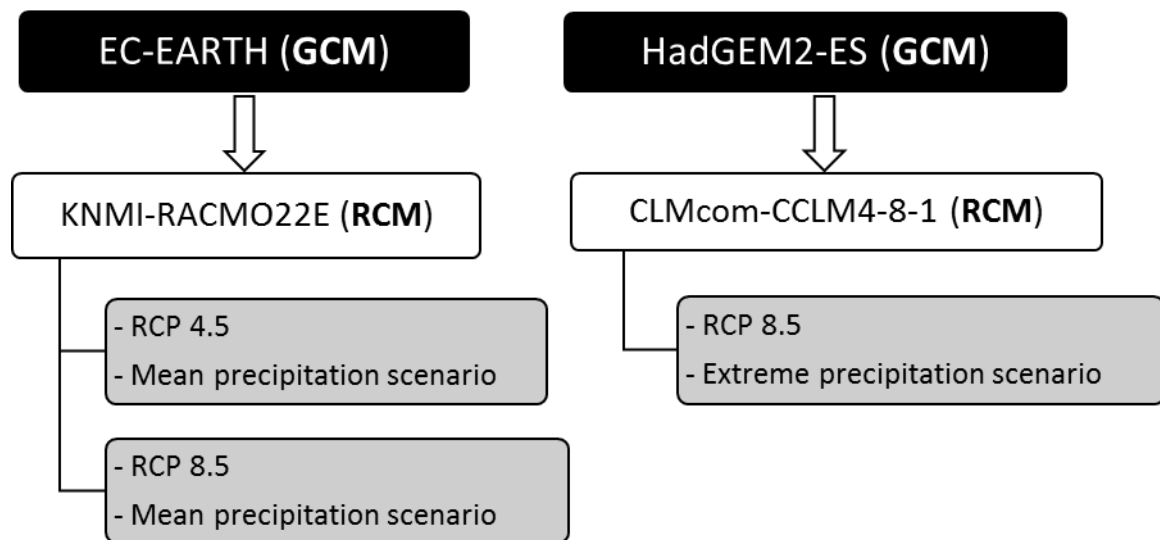 EC-EARTH (GCM)
KNMI-RACMO22E (RCM)
- RCP 4.5
- Mean precipitation scenario
- RCP 8.5
- Mean precipitation scenario
HadGEM2-ES (GCM)
CLMcom-CCLM4-8-1 (RCM)
- RCP 8.5
- Extreme precipitation scenario